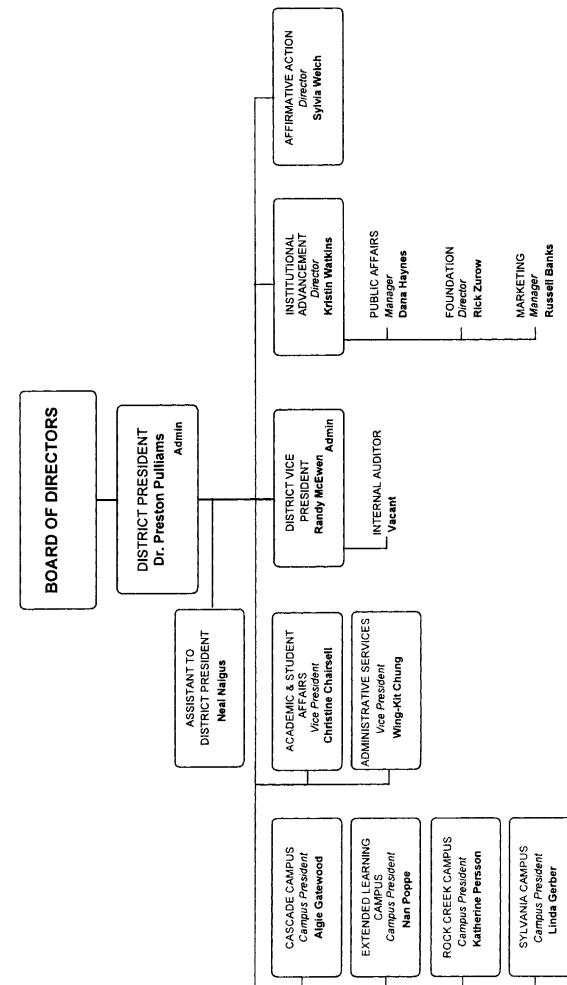 BOARD OF DIRECTORS
DISTRICT PRESIDENT
Dr. Preston Pulliams
Admin
ASSISTANT TO
DISTRICT PRESIDENT
Neal Naigus
CASCADE CAMPUS
Campus President
Algie Gatewood
EXTENDED LEARNING
CAMPUS
Campus President
Nan Poppe
ROCK CREEK CAMPUS
Campus President
Katherine Persson
SYLVANIA CAMPUS
Campus President
Linda Gerber
ACADEMIC & STUDENT
AFFAIRS
Vice President
Christine Chairsell
ADMINISTRATIVE SERVICES
Vice President
Wing-Kit Chung
DISTRICT VICE
PRESIDENT
Randy McEwen
Admin
INTERNAL AUDITOR
Vacant
INSTITUTIONAL
ADVANCEMENT
Director
Kristin Watkins
PUBLIC AFFAIRS
Manager
Dana Haynes
FOUNDATION
Director
Rick Zurow
MARKETING
Manager
Russell Banks
AFFIRMATIVE ACTION
Director
Sylvia Welch